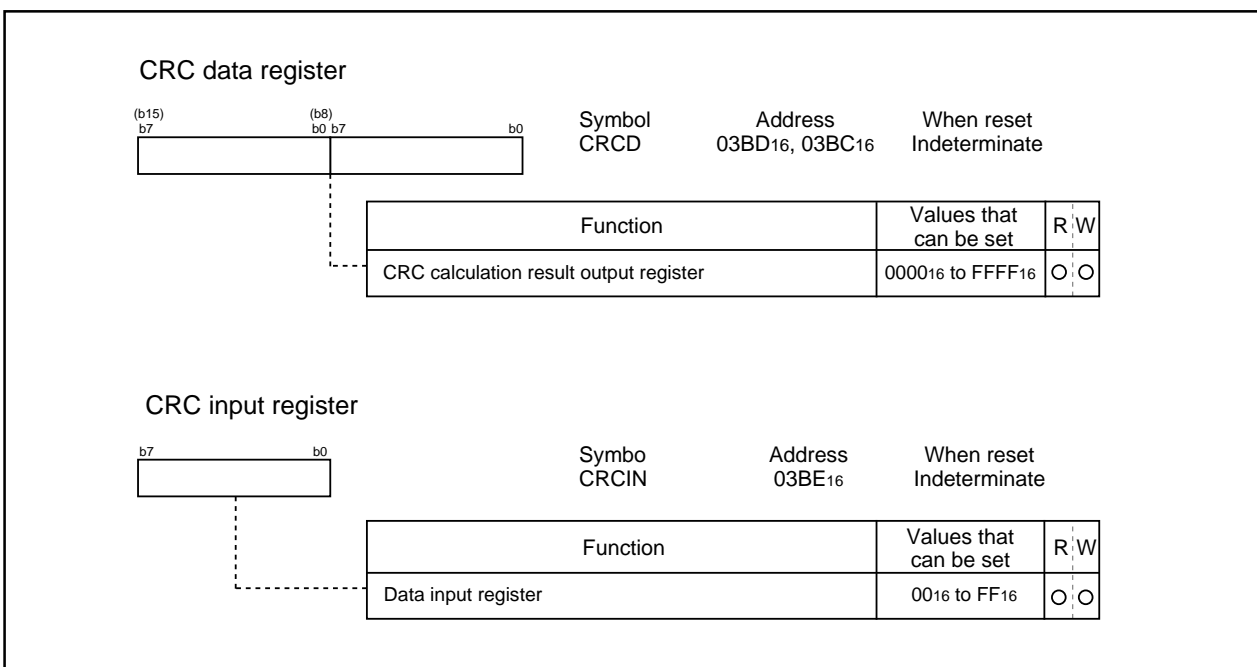 CRC data register
(b15) (b8)
b7 b0 b7 b0
Symbol Address When reset
CRCD 03BD16, 03BC16 Indeterminate
Function Values that can be set R W
CRC calculation result output register 000016 to FFFF16 O O
CRC input register
b7 b0
Symbo Address When reset
CRCIN 03BE16 Indeterminate
Function Values that can be set R W
Data input register 0016 to FF16 O O